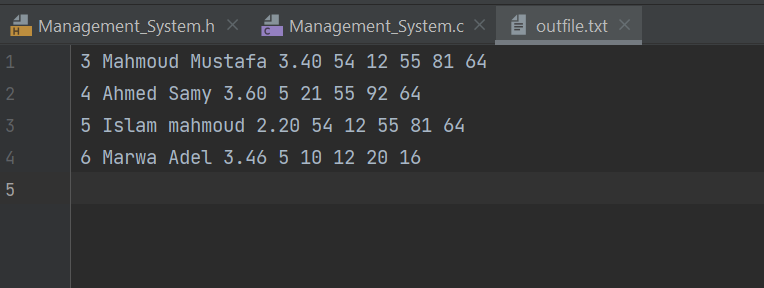 Management_System.h Management_System.c outfile.txt
1 3 Mahmoud Mustafa 3.40 54 12 55 81 64
2 4 Ahmed Samy 3.60 5 21 55 92 64
3 5 Islam mahmoud 2.20 54 12 55 81 64
4 6 Marwa Adel 3.46 5 10 12 20 16
5